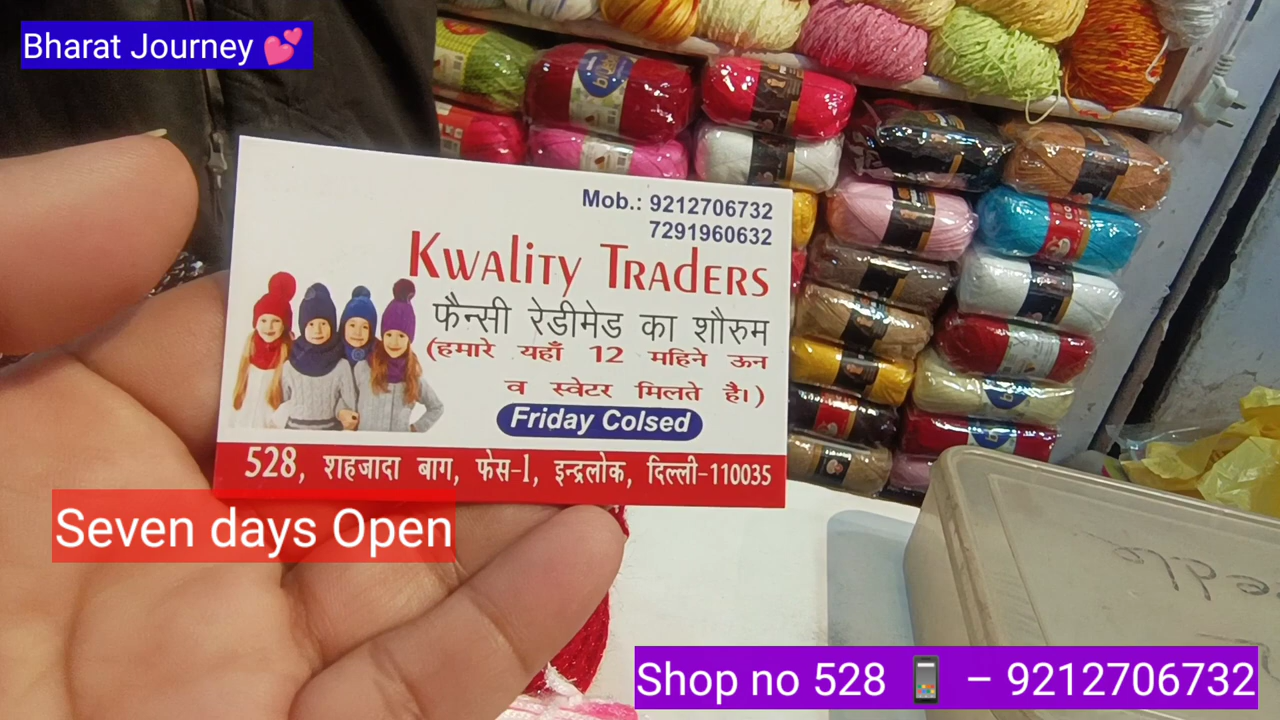 Bharat Journey 💕
Mob.: 9212706732
7291960632
Kwality Traders
फैन्सी रेडीमेड का शौरुम
(हमारे यहाँ 12 महिने ऊन
व स्वेटर मिलते है।)
Friday Colsed
528, शहजादा बाग, फेस-1, इन्द्रलोक, दिल्ली-110035
Seven days Open
Shop no 528 📱 – 9212706732